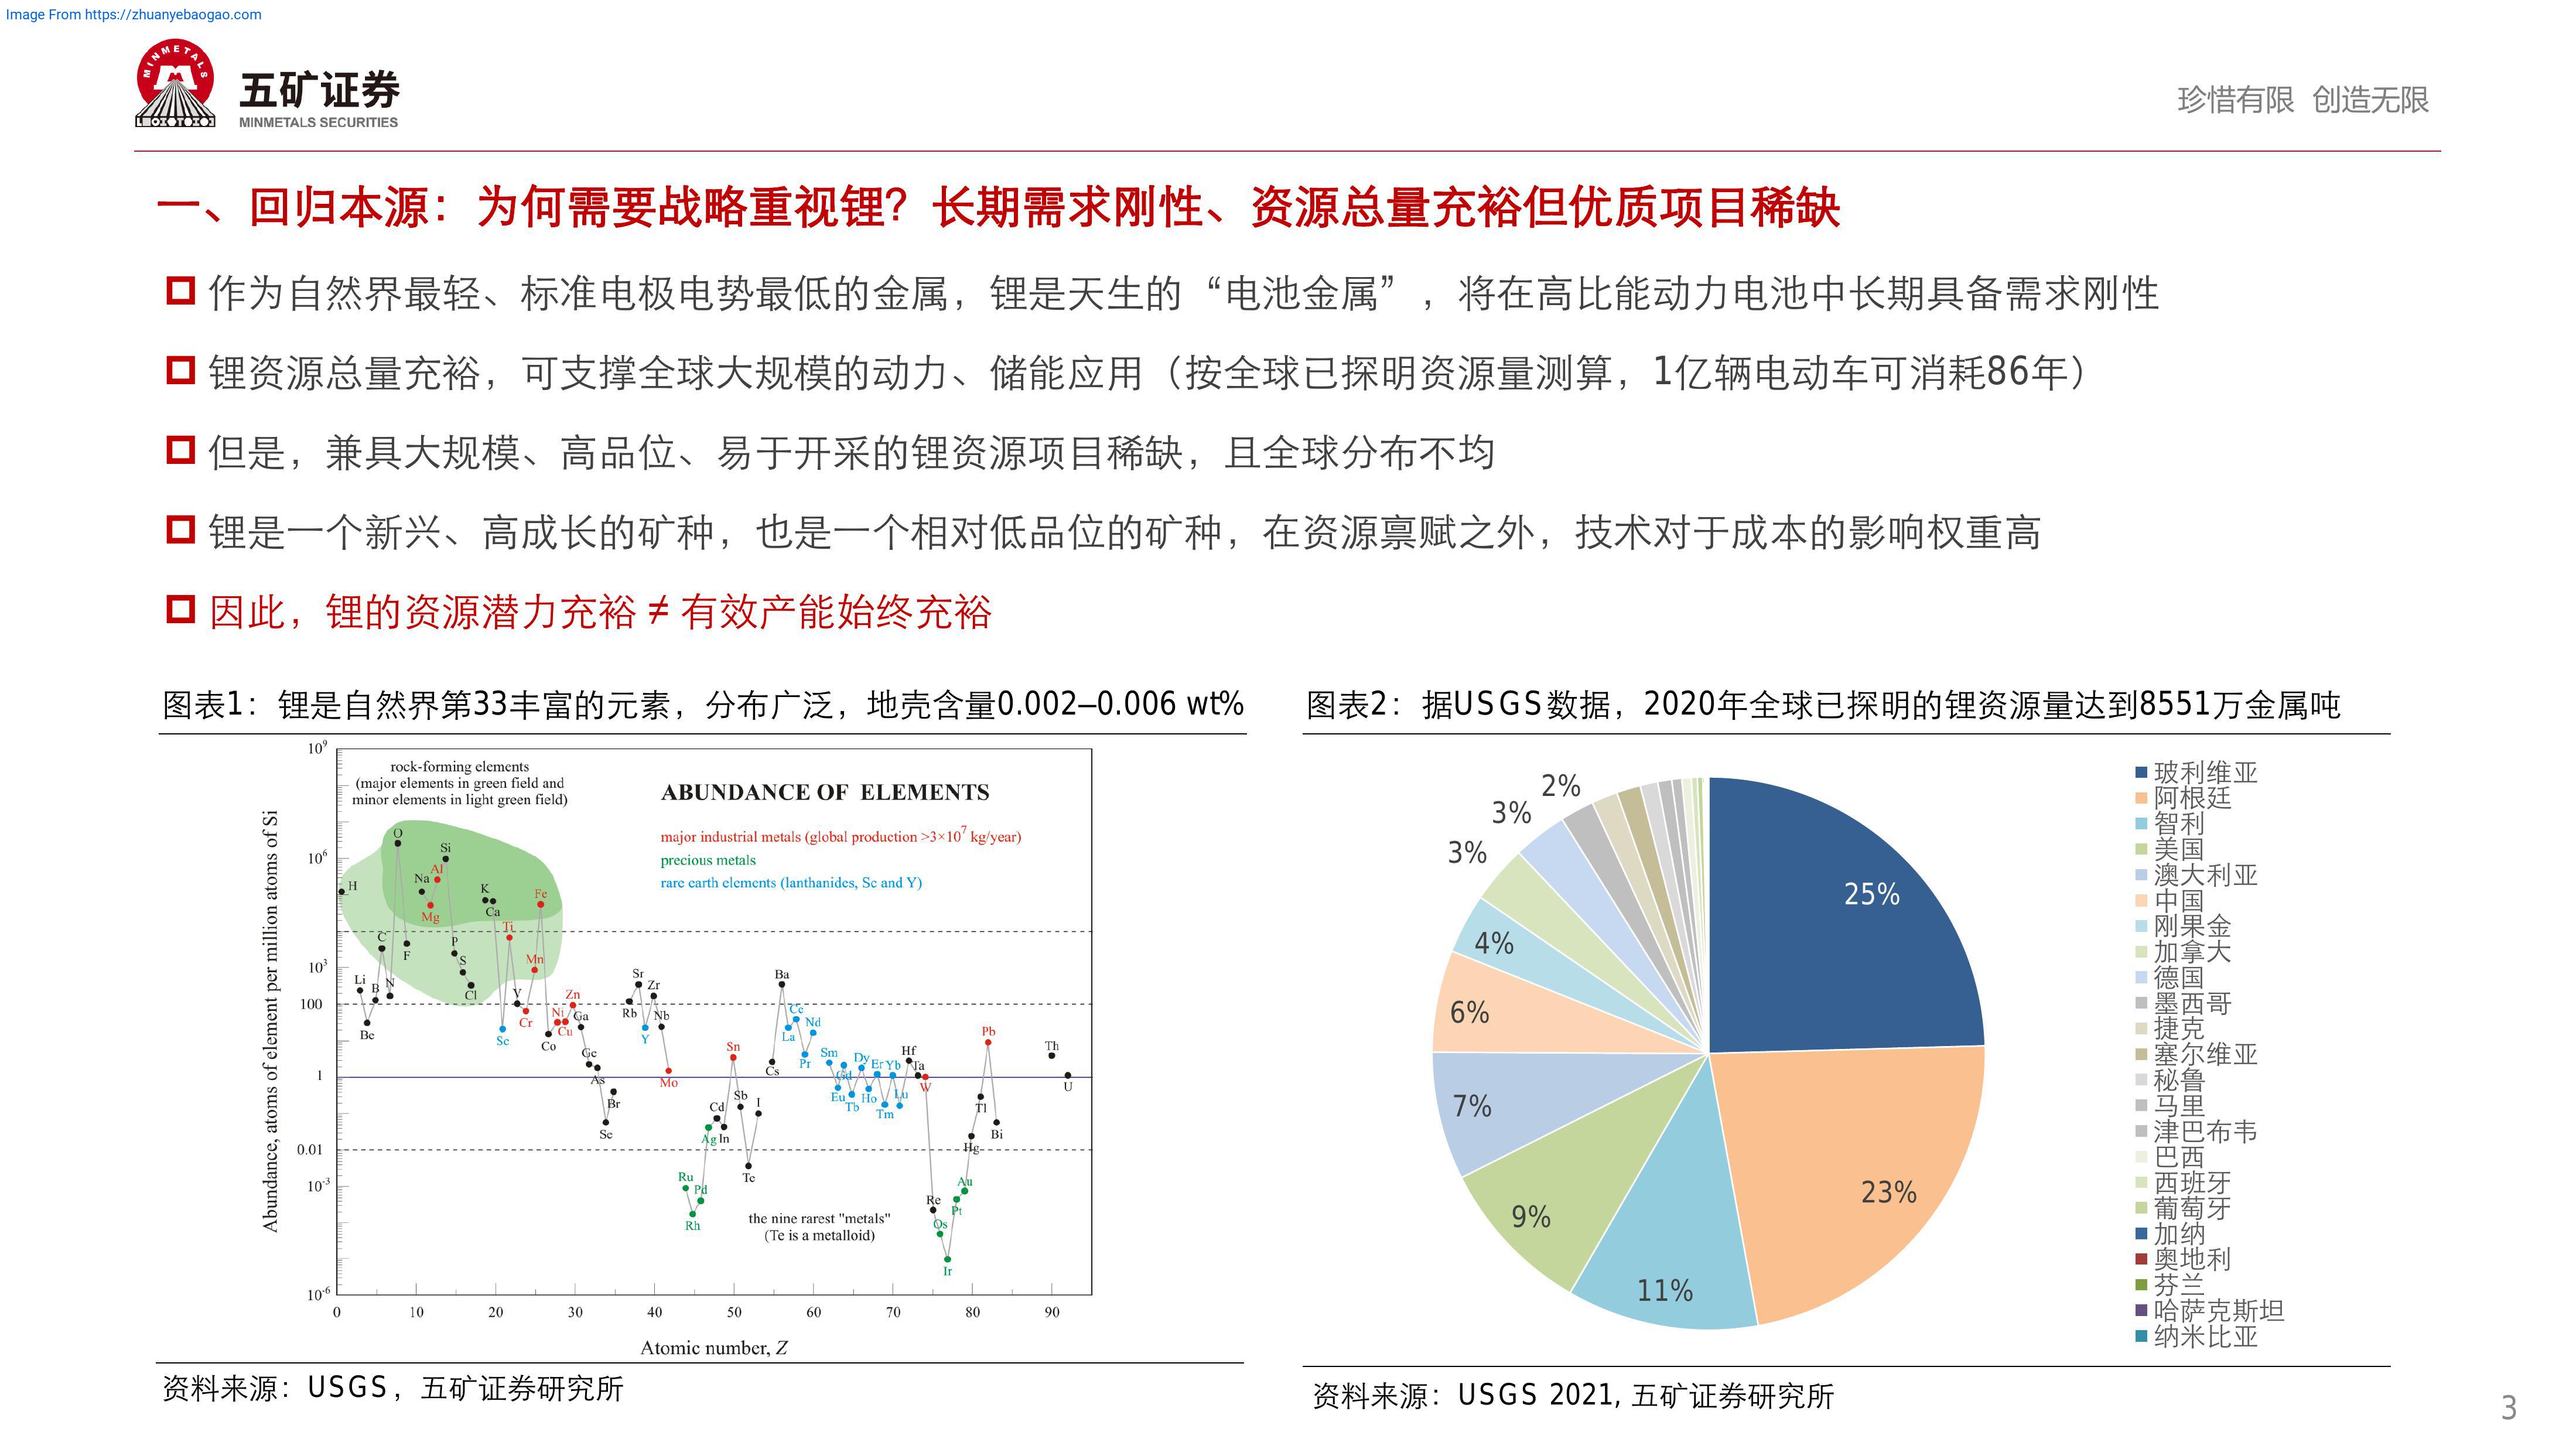 Image From https://zhuanyebaogao.com
MINMETALS
五矿证券
MINMETALS SECURITIES
珍惜有限 创造无限
一、回归本源：为何需要战略重视锂？长期需求刚性、资源总量充裕但优质项目稀缺
作为自然界最轻、标准电极电势最低的金属，锂是天生的“电池金属”，将在高比能动力电池中长期具备需求刚性
锂资源总量充裕，可支撑全球大规模的动力、储能应用（按全球已探明资源量测算，1亿辆电动车可消耗86年）
但是，兼具大规模、高品位、易于开采的锂资源项目稀缺，且全球分布不均
锂是一个新兴、高成长的矿种，也是一个相对低品位的矿种，在资源禀赋之外，技术对于成本的影响权重高
因此，锂的资源潜力充裕 ≠ 有效产能始终充裕
图表1：锂是自然界第33丰富的元素，分布广泛，地壳含量0.002–0.006 wt%
Abundance, atoms of element per million atoms of Si
10⁹
10⁶
10³
100
1
0.01
10⁻³
10⁻⁶
rock-forming elements
(major elements in green field and
minor elements in light green field)
ABUNDANCE OF ELEMENTS
major industrial metals (global production >3×10⁷ kg/year)
precious metals
rare earth elements (lanthanides, Sc and Y)
H
Li
Be
B
C
N
O
F
Na
Mg
Al
Si
P
S
Cl
K
Ca
Sc
Ti
V
Cr
Mn
Fe
Co
Ni
Cu
Zn
Ga
Ge
As
Se
Br
Rb
Sr
Y
Zr
Nb
Mo
Ru
Rh
Pd
Ag
Cd
In
Sn
Sb
Te
I
Cs
Ba
La
Ce
Pr
Nd
Sm
Eu
Gd
Tb
Dy
Ho
Er
Tm
Yb
Lu
Hf
Ta
W
Re
Os
Ir
Pt
Au
Hg
Tl
Pb
Bi
Th
U
the nine rarest "metals"
(Te is a metalloid)
0 10 20 30 40 50 60 70 80 90
Atomic number, Z
资料来源：USGS，五矿证券研究所
图表2：据USGS数据，2020年全球已探明的锂资源量达到8551万金属吨
25%
23%
11%
9%
7%
6%
4%
3%
3%
2%
玻利维亚
阿根廷
智利
美国
澳大利亚
中国
刚果金
加拿大
德国
墨西哥
捷克
塞尔维亚
秘鲁
马里
津巴布韦
巴西
西班牙
葡萄牙
加纳
奥地利
芬兰
哈萨克斯坦
纳米比亚
资料来源：USGS 2021, 五矿证券研究所
3